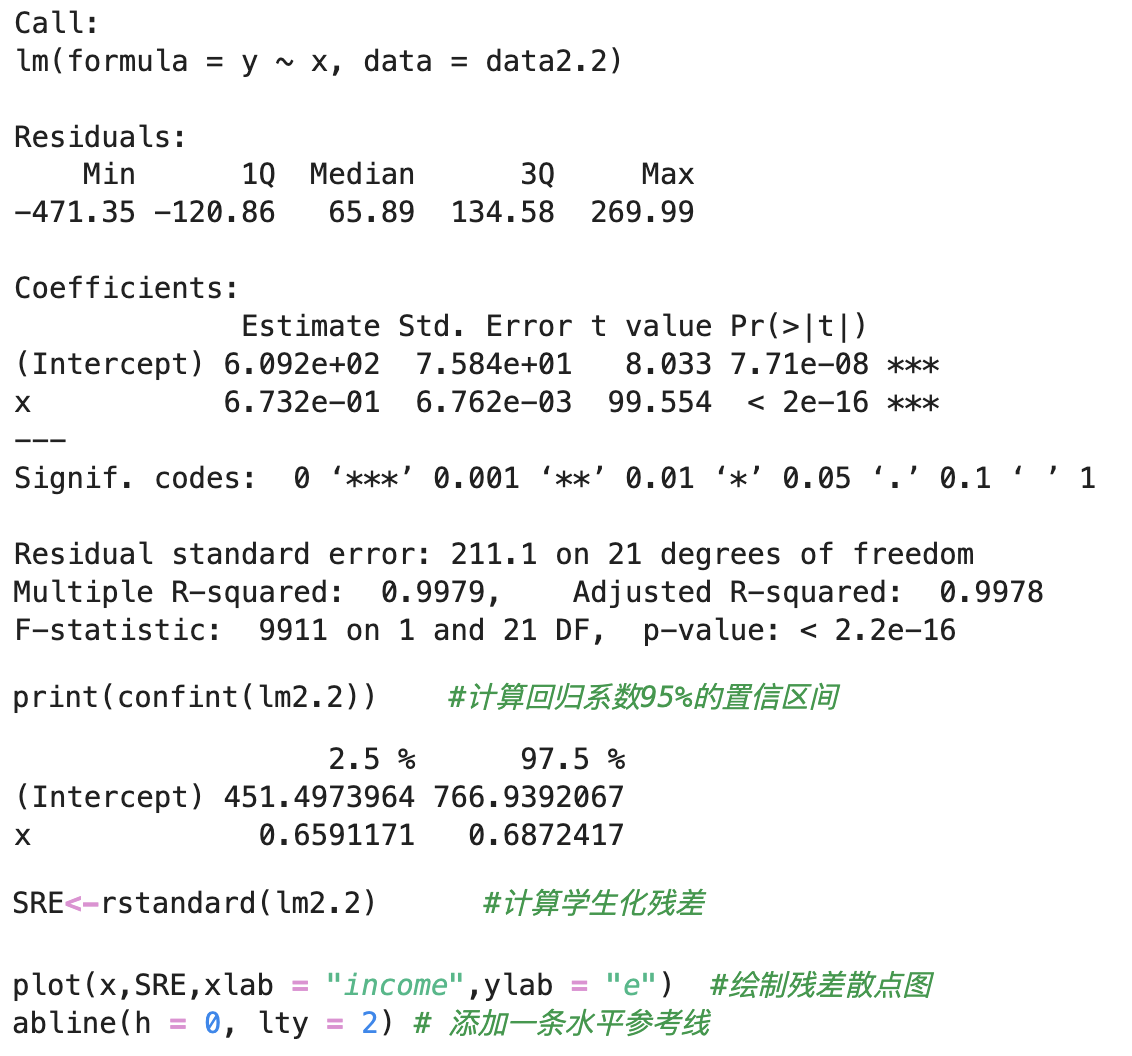 Call:
lm(formula = y ~ x, data = data2.2)
Residuals:
    Min      1Q  Median      3Q     Max
-471.35 -120.86   65.89  134.58  269.99
Coefficients:
             Estimate Std. Error t value Pr(>|t|)
(Intercept) 6.092e+02  7.584e+01   8.033 7.71e-08 ***
x           6.732e-01  6.762e-03  99.554  < 2e-16 ***
---
Signif. codes:  0 ‘***’ 0.001 ‘**’ 0.01 ‘*’ 0.05 ‘.’ 0.1 ‘ ’ 1
Residual standard error: 211.1 on 21 degrees of freedom
Multiple R-squared:  0.9979,    Adjusted R-squared:  0.9978
F-statistic:  9911 on 1 and 21 DF,  p-value: < 2.2e-16
print(confint(lm2.2))    #计算回归系数95%的置信区间
                  2.5 %      97.5 %
(Intercept) 451.4973964 766.9392067
x             0.6591171   0.6872417
SRE<-rstandard(lm2.2)      #计算学生化残差
plot(x,SRE,xlab = "income",ylab = "e")  #绘制残差散点图
abline(h = 0, lty = 2) # 添加一条水平参考线